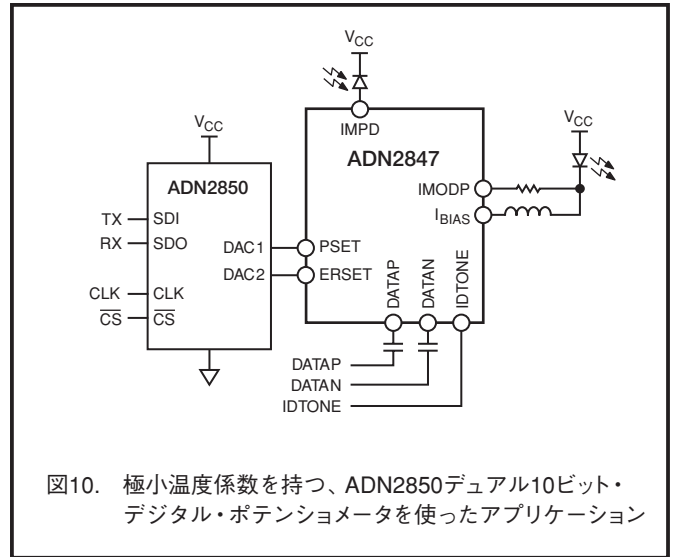 VCC
IMPD
ADN2847
VCC
VCC
ADN2850
IMODP
IBIAS
TX
SDI
RX
SDO
DAC1
PSET
DAC2
ERSET
CLK
CLK
CS
CS
DATAP
DATAN
IDTONE
DATAP
DATAN
IDTONE
図10. 極小温度係数を持つ、ADN2850デュアル10ビット・
デジタル・ポテンショメータを使ったアプリケーション